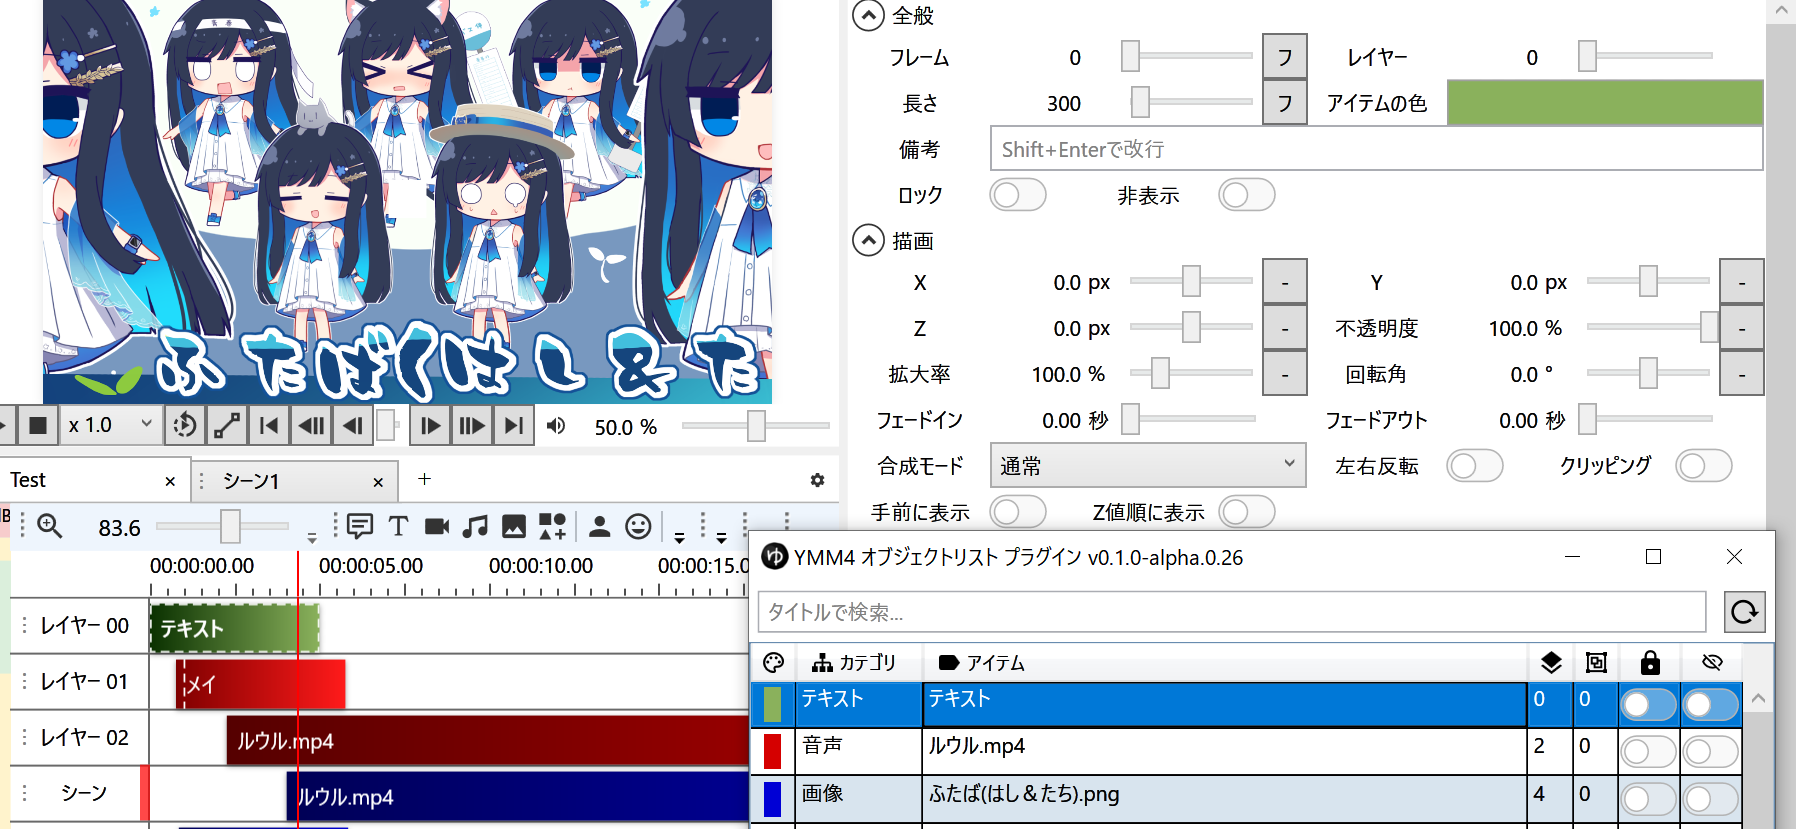 ふたばくはし&た
x 1.0
50.0 %
Test ×
シーン1 ×
+
83.6
00:00:00.00 00:00:05.00 00:00:10.00 00:00:15.0
レイヤー 00
テキスト
レイヤー 01
メイ
レイヤー 02
ルウル.mp4
シーン
ルウル.mp4
全般
フレーム 0 フ レイヤー 0
長さ 300 フ アイテムの色
備考 Shift+Enterで改行
ロック 非表示
描画
X 0.0 px - Y 0.0 px -
Z 0.0 px - 不透明度 100.0 % -
拡大率 100.0 % - 回転角 0.0 ° -
フェードイン 0.00 秒 フェードアウト 0.00 秒
合成モード 通常 左右反転 クリッピング
手前に表示 Z値順に表示
ゆ YMM4 オブジェクトリスト プラグイン v0.1.0-alpha.0.26
タイトルで検索...
カテゴリ アイテム
テキスト テキスト 0 0
音声 ルウル.mp4 2 0
画像 ふたば(はし&たち).png 4 0